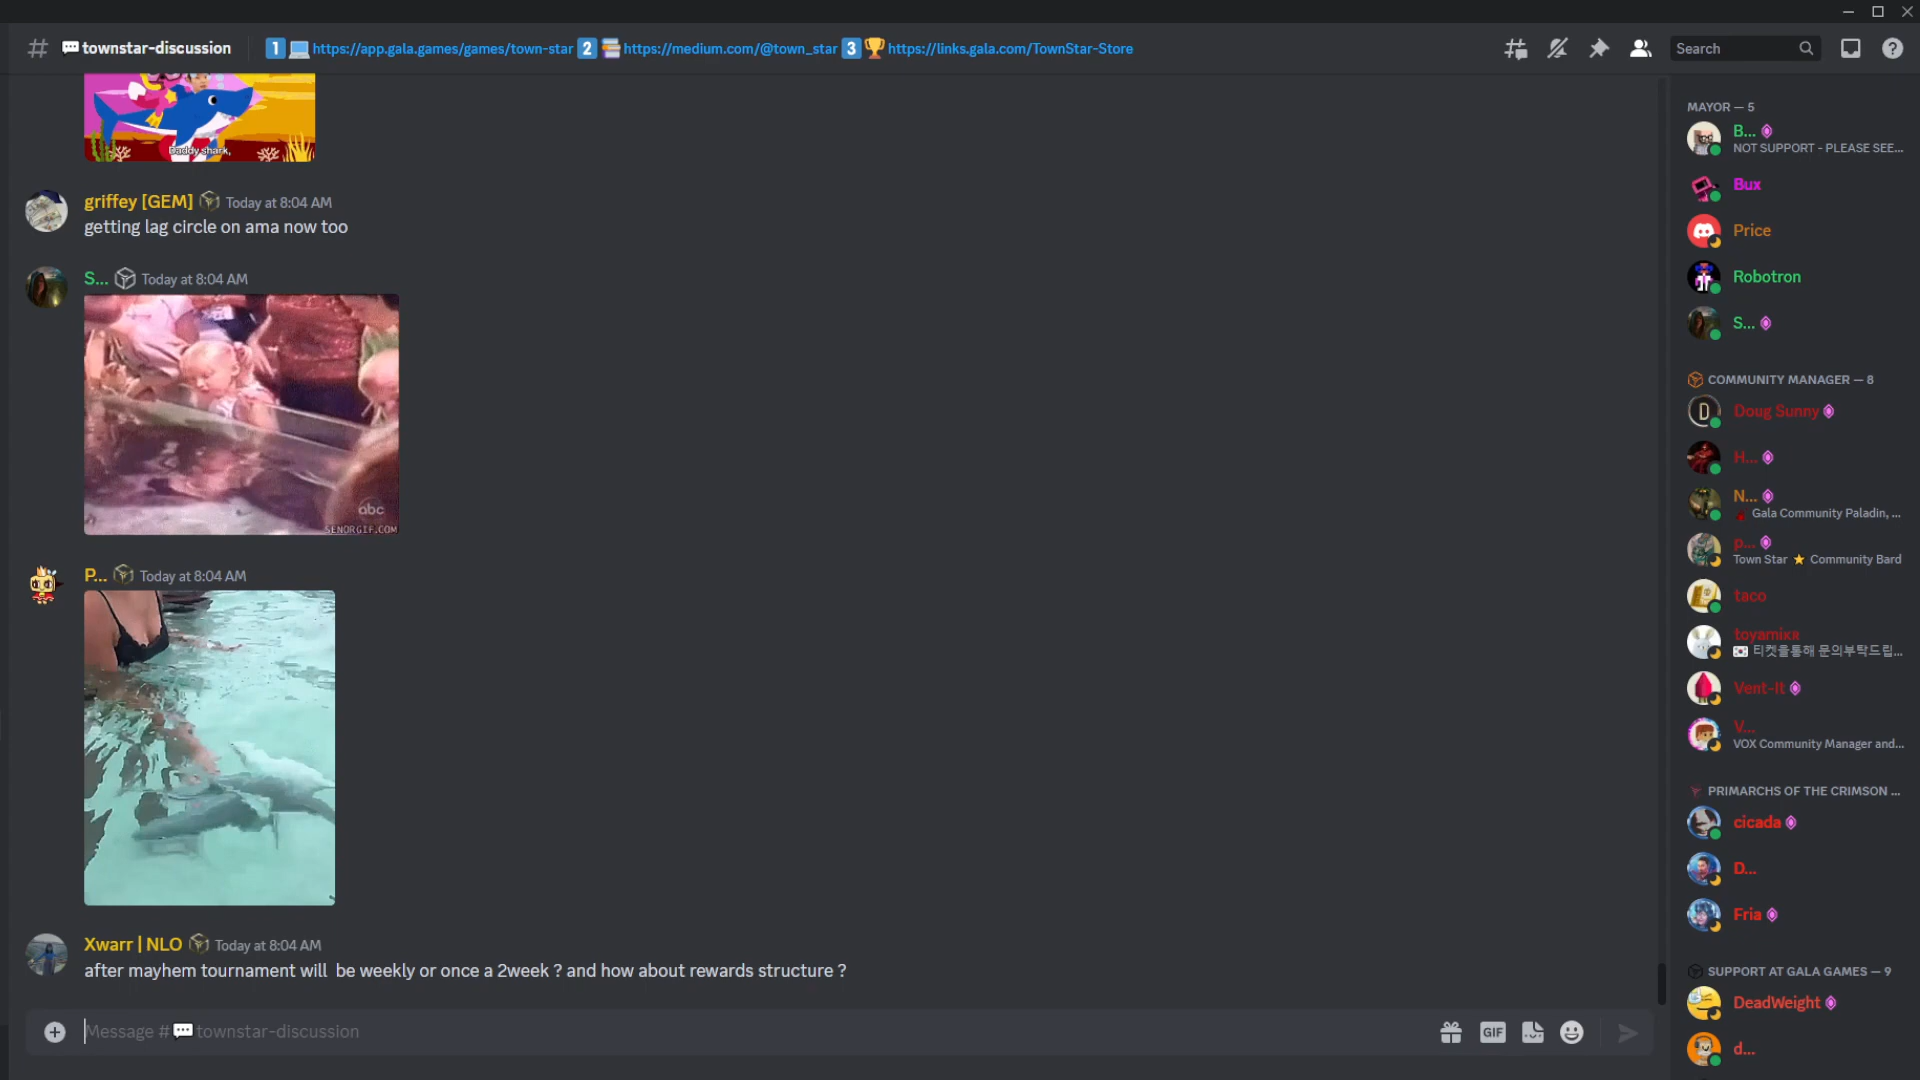 townstar-discussion
1 https://app.gala.games/games/town-star 2 https://medium.com/@town_star 3 https://links.gala.com/TownStar-Store
Search
Daddy shark,
griffey [GEM] Today at 8:04 AM
getting lag circle on ama now too
S... Today at 8:04 AM
abc
SENORGIF.COM
P... Today at 8:04 AM
Xwarr | NLO Today at 8:04 AM
after mayhem tournament will be weekly or once a 2week ? and how about rewards structure ?
Message # townstar-discussion
GIF
MAYOR — 5
B...
NOT SUPPORT - PLEASE SEE...
Bux
Price
Robotron
S...
COMMUNITY MANAGER — 8
D
Doug Sunny
H...
N...
Gala Community Paladin, ...
p...
Town Star ⭐ Community Bard
taco
toyamiKR
티켓을통해 문의부탁드립...
Vent-It
V...
VOX Community Manager and...
PRIMARCHS OF THE CRIMSON ...
cicada
D...
Fria
SUPPORT AT GALA GAMES — 9
DeadWeight
d...